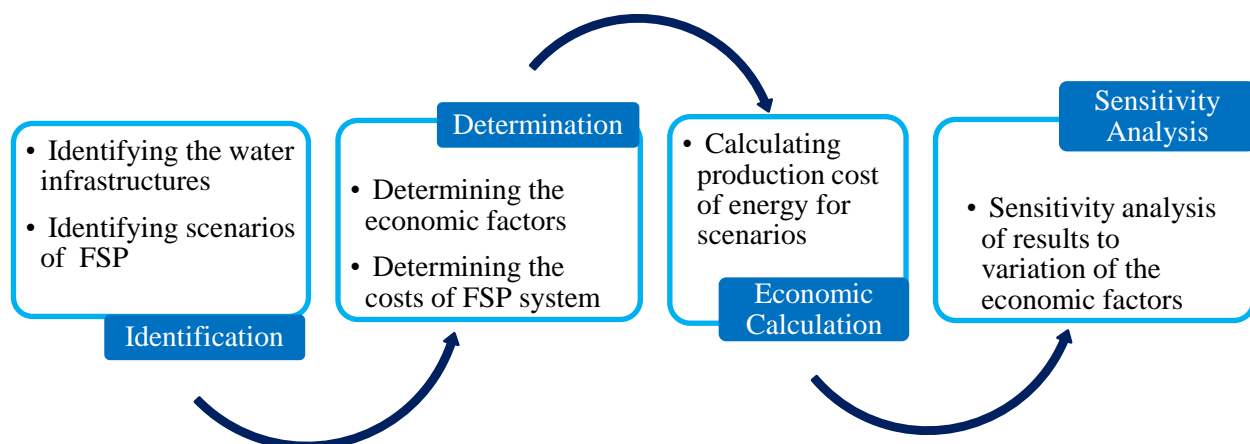 • Identifying the water
infrastructures
• Identifying scenarios
of FSP
Identification
Determination
• Determining the
economic factors
• Determining the
costs of FSP system
• Calculating
production cost
of energy for
scenarios
Economic
Calculation
Sensitivity
Analysis
• Sensitivity analysis
of results to
variation of the
economic factors